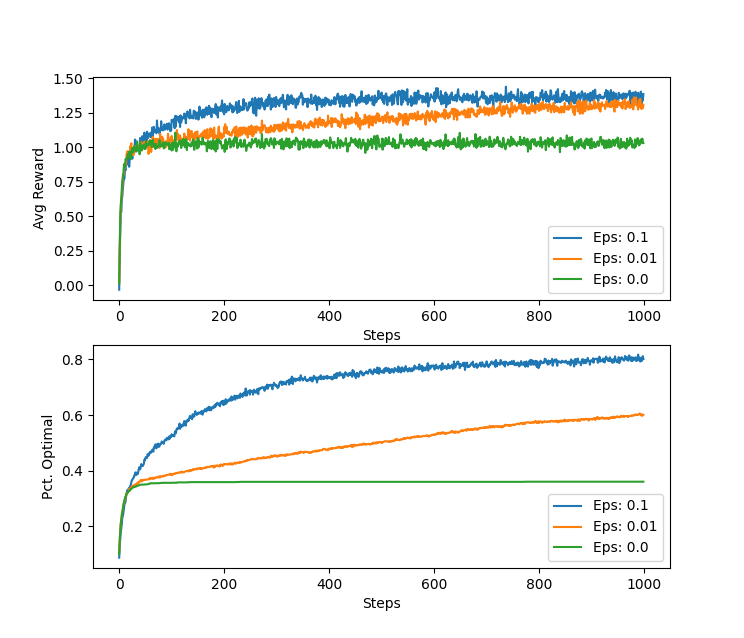 1.50
1.25
1.00
0.75
0.50
0.25
0.00
Avg Reward
Eps: 0.1
Eps: 0.01
Eps: 0.0
0 200 400 600 800 1000
Steps
0.8
0.6
0.4
0.2
Pct. Optimal
Eps: 0.1
Eps: 0.01
Eps: 0.0
0 200 400 600 800 1000
Steps